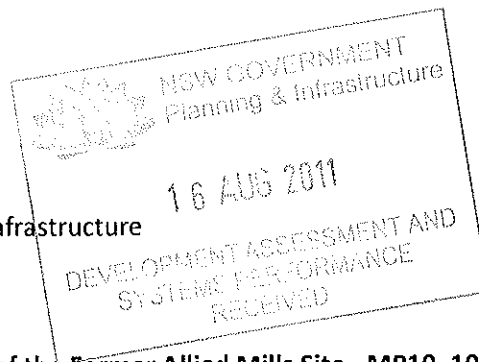 NSW GOVERNMENT
Planning & Infrastructure
16 AUG 2011
nfrastructure
DEVELOPMENT ASSESSMENT AND
SYSTEMS PERFORMANCE
RECEIVED
of the Former Allied Mills Site - MP10_10